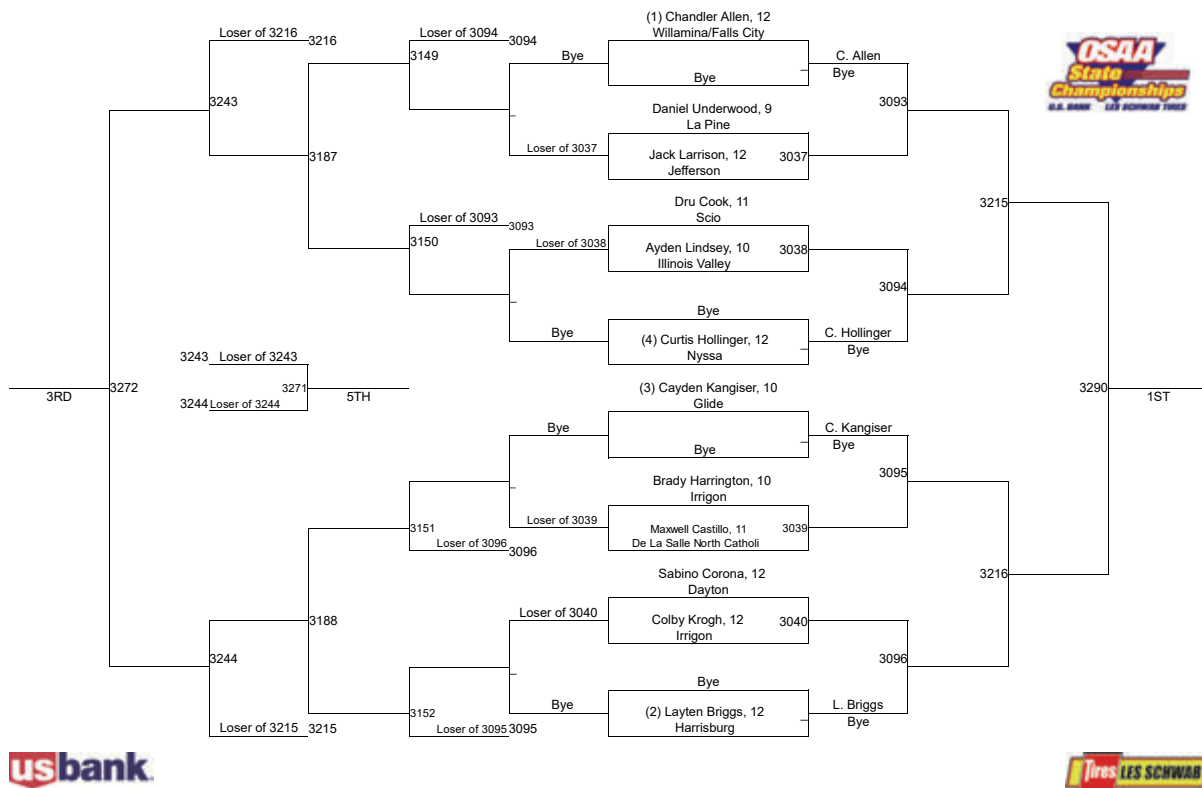 (1) Chandler Allen, 12
Willamina/Falls City
Loser of 3216
3216
Loser of 3094
3094
3149
Bye
Bye
C. Allen
Bye
OSAA
State
Championships
U.S. BANK LES SCHWAB TIRES
3243
3093
Daniel Underwood, 9
La Pine
3187
Loser of 3037
Jack Larrison, 12
3037
Jefferson
Dru Cook, 11
Scio
3215
Loser of 3093
3093
3150
Loser of 3038
Ayden Lindsey, 10
3038
Illinois Valley
3094
Bye
Bye
(4) Curtis Hollinger, 12
Nyssa
C. Hollinger
Bye
3243
Loser of 3243
3RD
3272
3271
5TH
3244
Loser of 3244
(3) Cayden Kangiser, 10
Glide
3290
1ST
Bye
Bye
C. Kangiser
Bye
3095
Brady Harrington, 10
Irrigon
3151
Loser of 3039
Maxwell Castillo, 11
3039
De La Salle North Catholi
Loser of 3096
3096
Sabino Corona, 12
Dayton
3216
3188
Loser of 3040
Colby Krogh, 12
3040
Irrigon
3244
3096
Bye
Bye
(2) Layten Briggs, 12
Harrisburg
L. Briggs
Bye
3152
Loser of 3215
3215
Loser of 3095
3095
usbank.
Tires LES SCHWAB